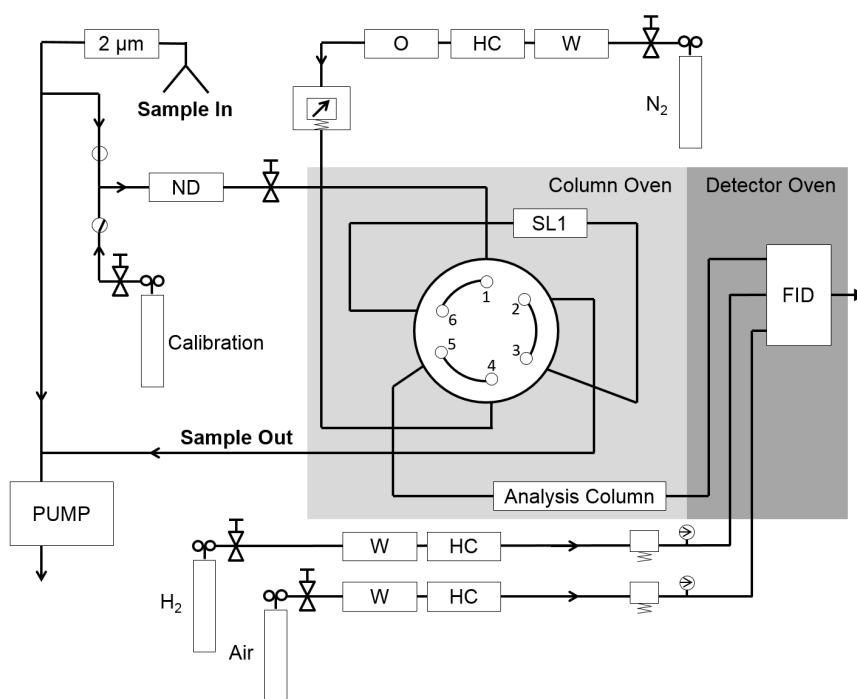 2 µm
O
HC
W
Sample In
N₂
ND
Column Oven
Detector Oven
SL1
FID
1
2
6
5
3
4
Calibration
Sample Out
Analysis Column
PUMP
W
HC
H₂
W
HC
Air